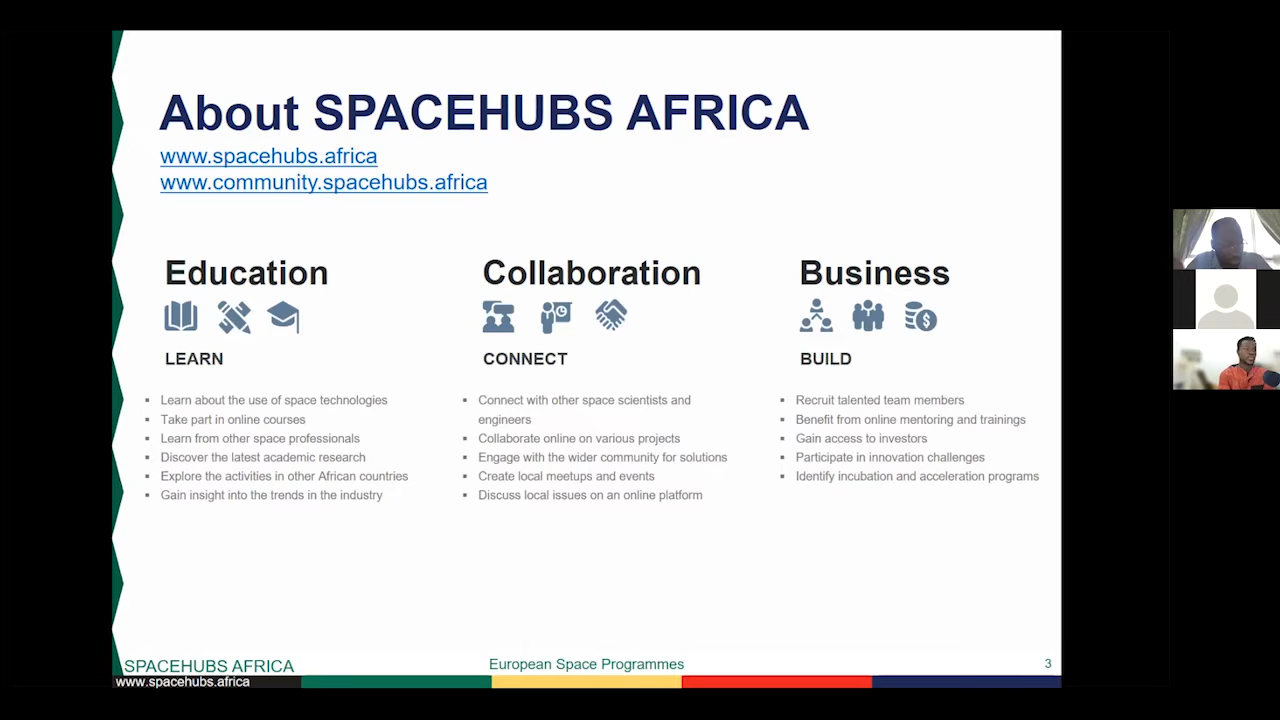 About SPACEHUBS AFRICA
www.spacehubs.africa
www.community.spacehubs.africa
Education
LEARN
▪ Learn about the use of space technologies
▪ Take part in online courses
▪ Learn from other space professionals
▪ Discover the latest academic research
▪ Explore the activities in other African countries
▪ Gain insight into the trends in the industry
Collaboration
CONNECT
▪ Connect with other space scientists and
engineers
▪ Collaborate online on various projects
▪ Engage with the wider community for solutions
▪ Create local meetups and events
▪ Discuss local issues on an online platform
Business
BUILD
▪ Recruit talented team members
▪ Benefit from online mentoring and trainings
▪ Gain access to investors
▪ Participate in innovation challenges
▪ Identify incubation and acceleration programs
SPACEHUBS AFRICA
European Space Programmes
3
www.spacehubs.africa